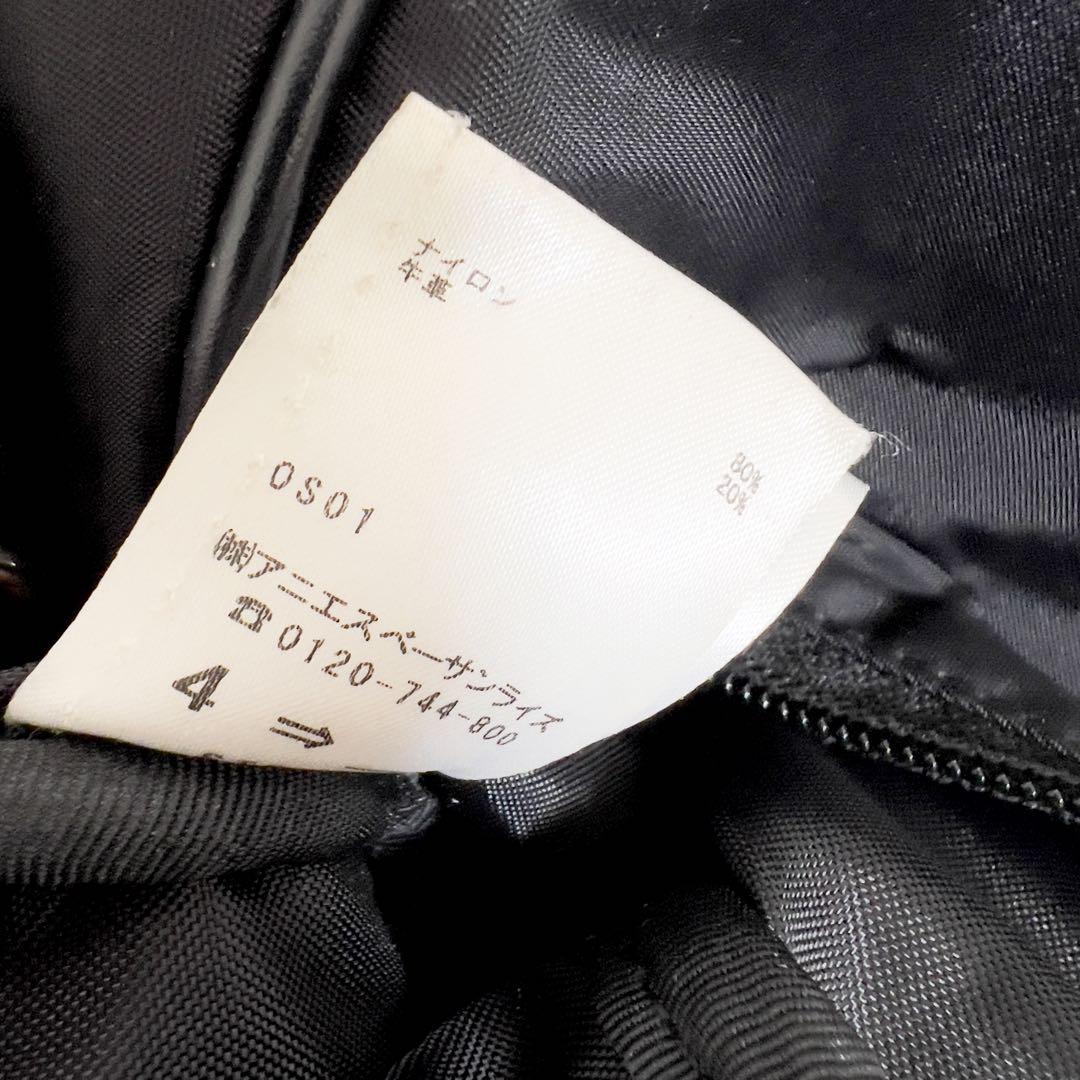 ナイロン 80%
牛革 20%
OS01
㈱アニエスベーサンライズ
☎0120-744-800
4 ⇒